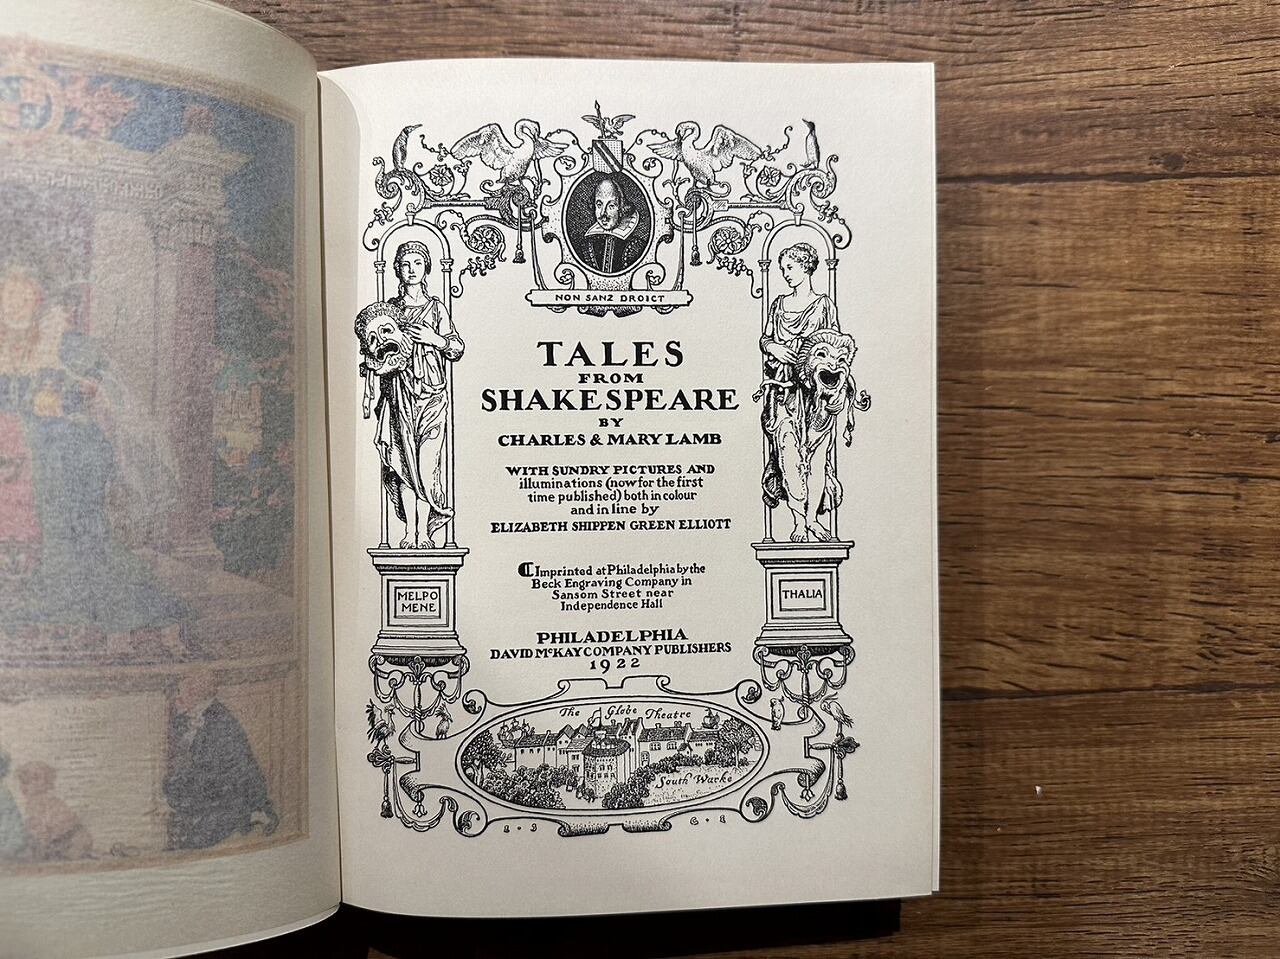 NON SANZ DROICT
TALES
FROM
SHAKESPEARE
BY
CHARLES & MARY LAMB
WITH SUNDRY PICTURES AND
illuminations (now for the first
time published) both in colour
and in line by
ELIZABETH SHIPPEN GREEN ELLIOTT
Imprinted at Philadelphia by the
Beck Engraving Company in
Sansom Street near
Independence Hall
PHILADELPHIA
DAVID McKAY COMPANY PUBLISHERS
1922
MELPO
MENE
THALIA
The Globe Theatre
South Warke